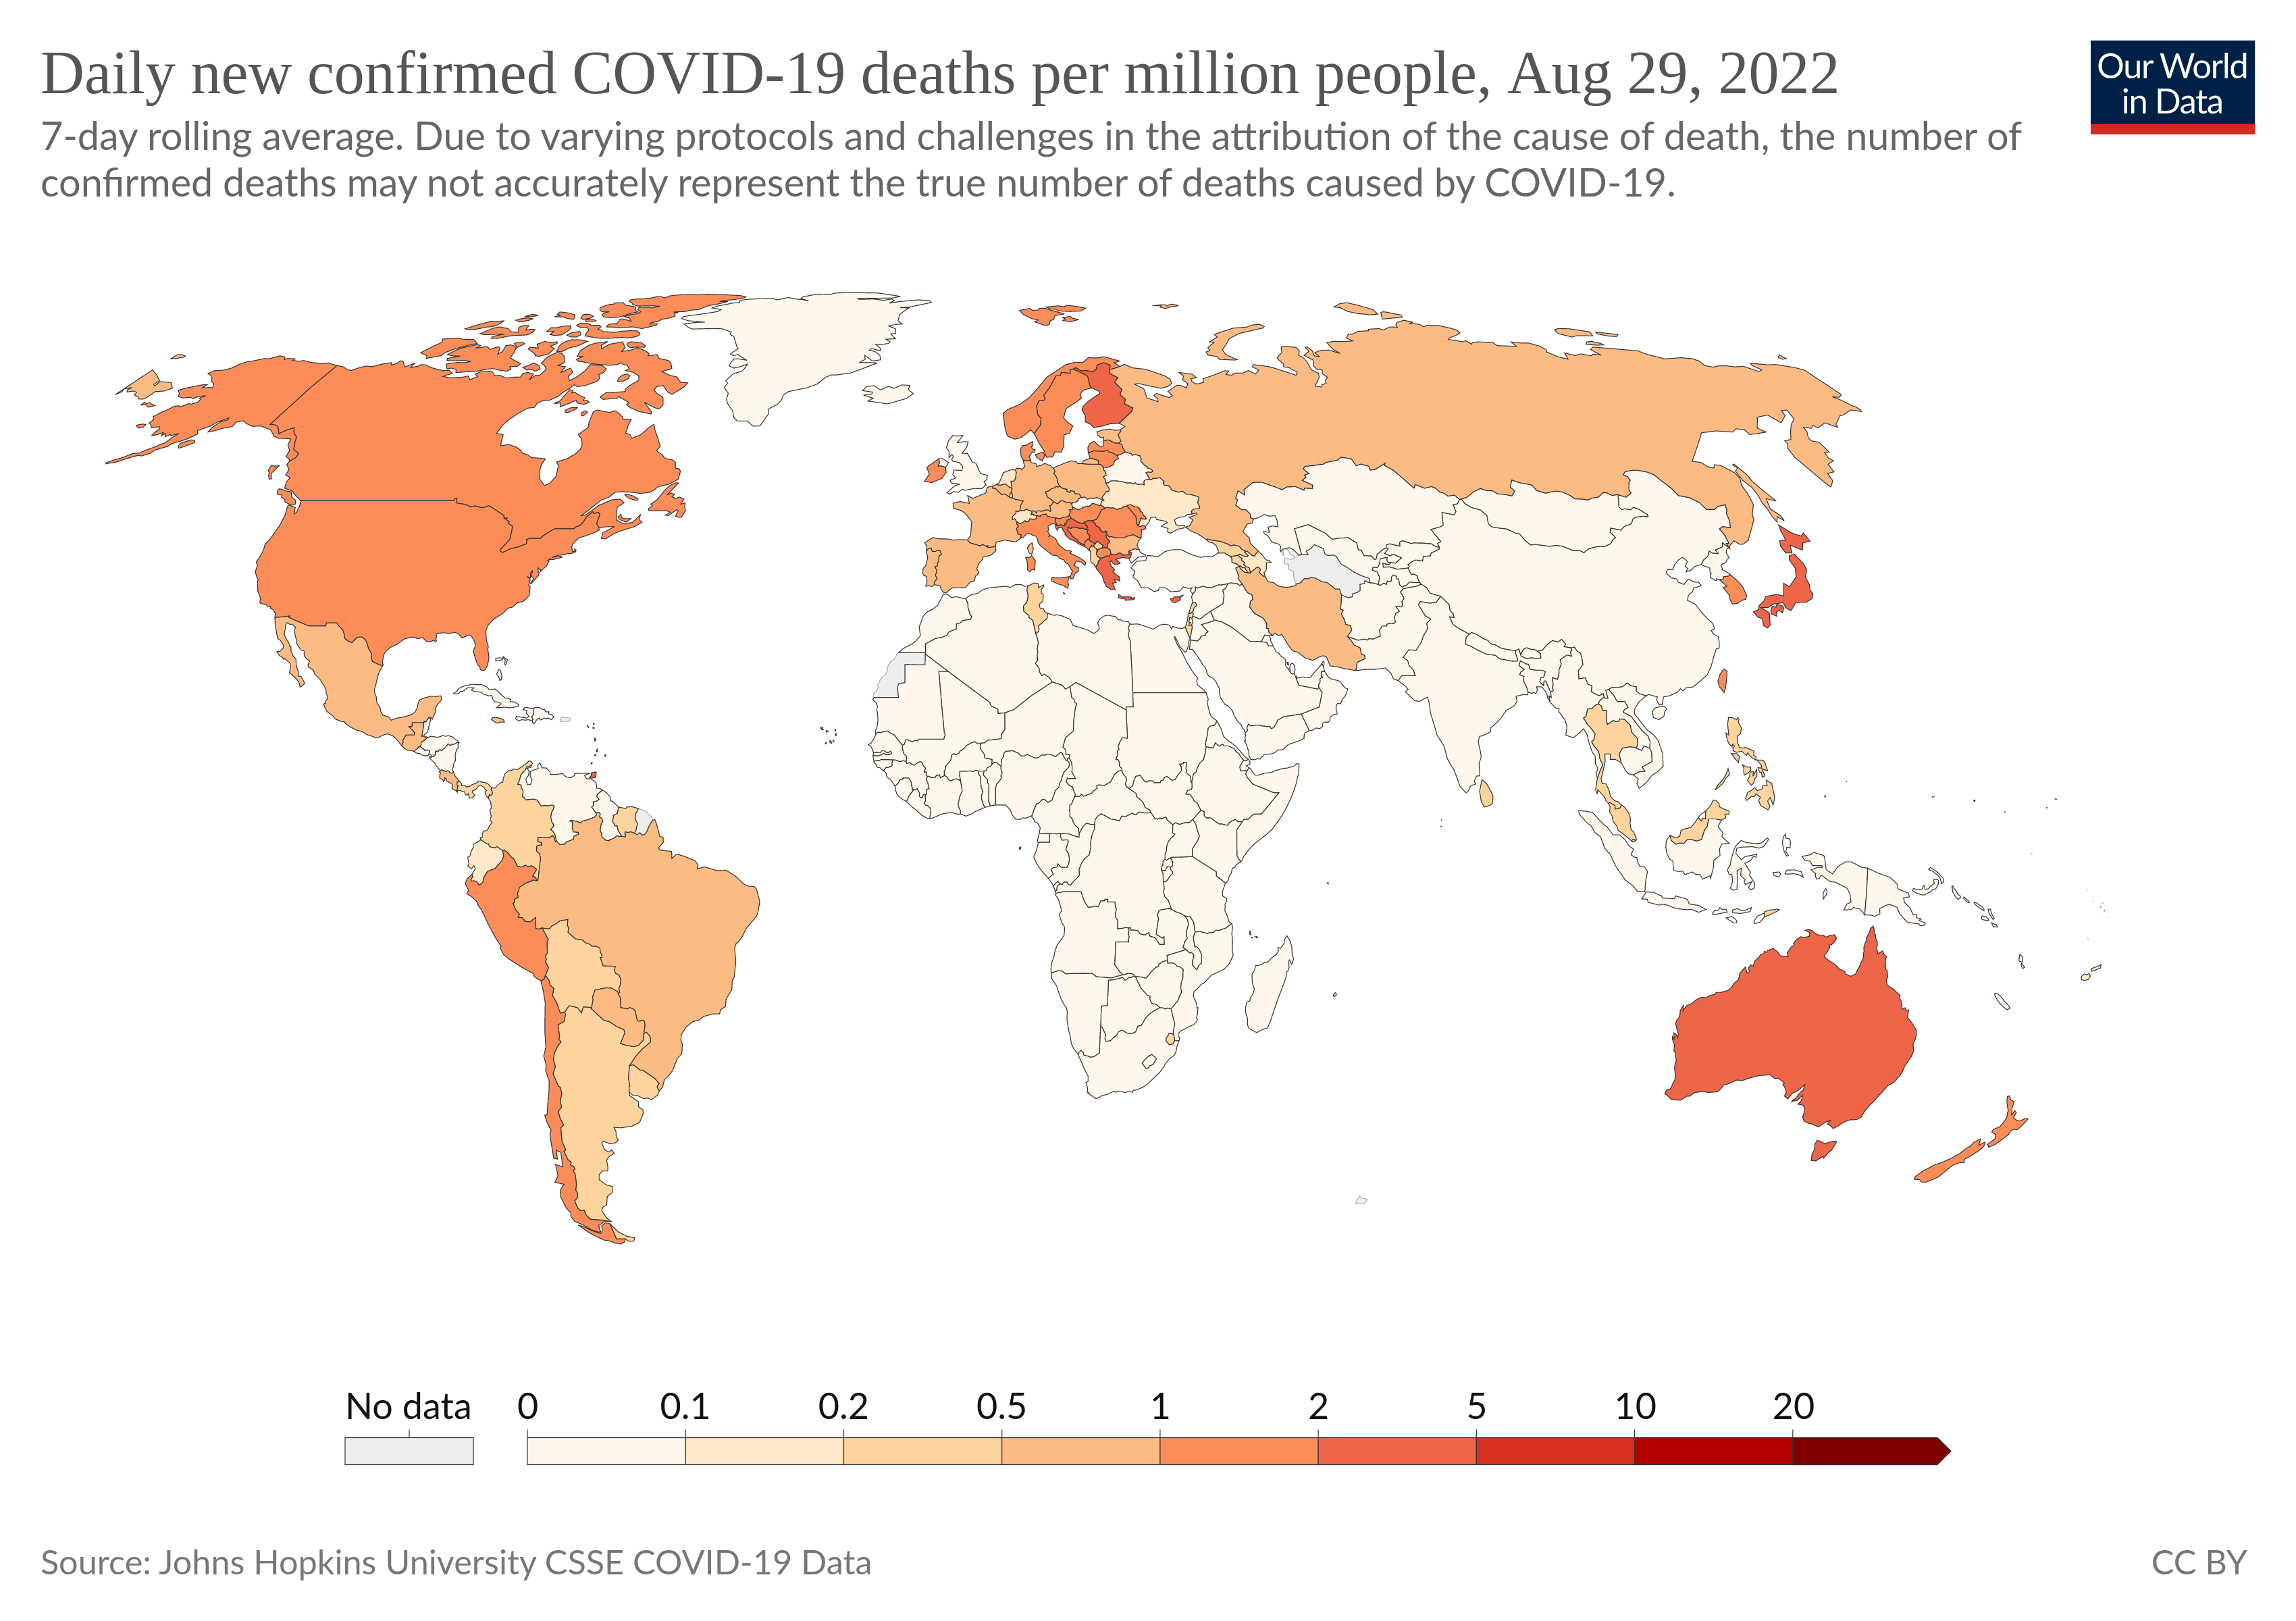 Daily new confirmed COVID-19 deaths per million people, Aug 29, 2022
Our World
in Data
7-day rolling average. Due to varying protocols and challenges in the attribution of the cause of death, the number of
confirmed deaths may not accurately represent the true number of deaths caused by COVID-19.
No data 0 0.1 0.2 0.5 1 2 5 10 20
Source: Johns Hopkins University CSSE COVID-19 Data
CC BY